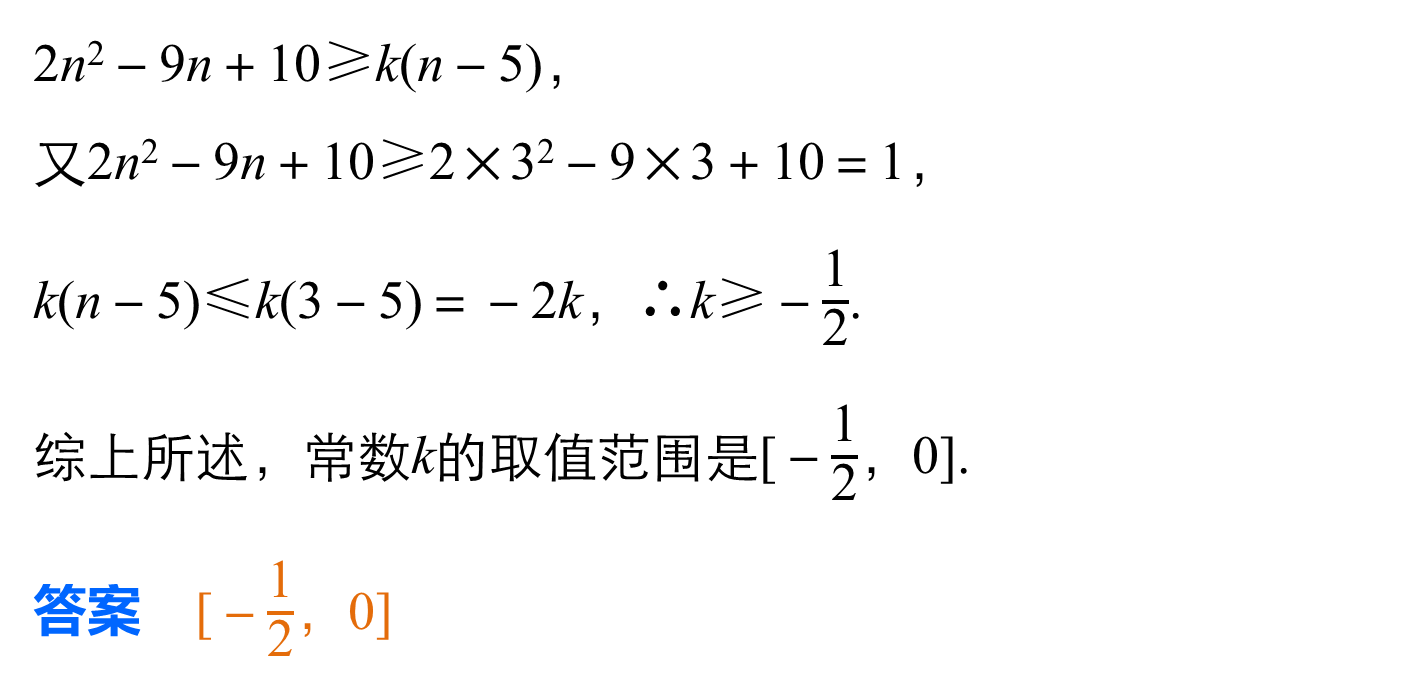 2n² − 9n + 10⩾k(n − 5)，
又2n² − 9n + 10⩾2×3² − 9×3 + 10 = 1，
k(n − 5)⩽k(3 − 5) = − 2k，∴k⩾ − 1/2.
综上所述，常数k的取值范围是[ − 1/2，0].
答案 [ − 1/2，0]